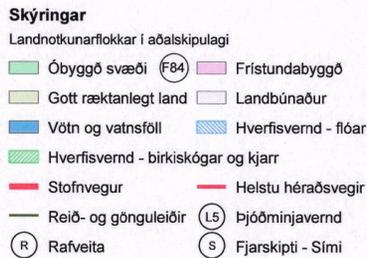 Skýringar
Landnotkunarflokkar í aðalskipulagi
Óbyggð svæði F84 Frístundabyggð
Gott ræktanlegt land Landbúnaður
Vötn og vatnsföll Hverfisvernd - flóar
Hverfisvernd - birkiskógar og kjarr
Stofnvegur Helstu héraðsvegir
Reið- og gönguleiðir L5 Þjóðminjavernd
R Rafveita S Fjarskipti - Sími